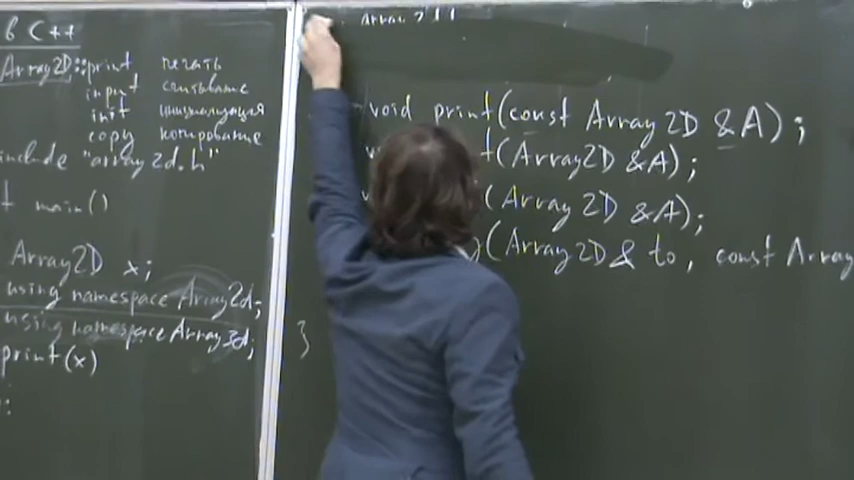 в C++
Array2D::print печать
input считывание
init инициализация
copy копирование
include "array2d.h"
t main()
Array2D x;
using namespace Array2d;
using namespace Array3d;
print(x)
void print(const Array2D &A);
t(Array2D &A);
(Array2D &A);
y(Array2D& to, const Array
}